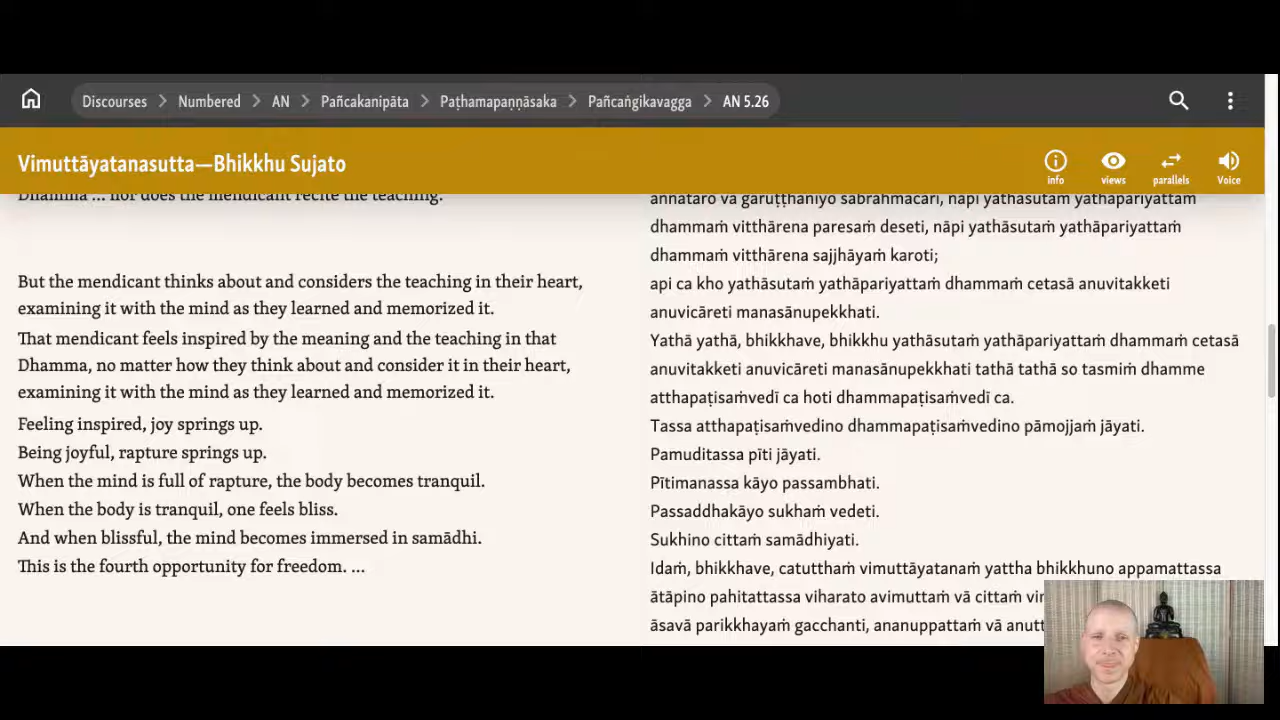 Discourses > Numbered > AN > Pañcakanipāta > Paṭhamapaṇṇāsaka > Pañcaṅgikavagga > AN 5.26
Vimuttāyatanasutta—Bhikkhu Sujato
info
views
parallels
Voice
Dhamma … nor does the mendicant recite the teaching.
But the mendicant thinks about and considers the teaching in their heart,
examining it with the mind as they learned and memorized it.
That mendicant feels inspired by the meaning and the teaching in that
Dhamma, no matter how they think about and consider it in their heart,
examining it with the mind as they learned and memorized it.
Feeling inspired, joy springs up.
Being joyful, rapture springs up.
When the mind is full of rapture, the body becomes tranquil.
When the body is tranquil, one feels bliss.
And when blissful, the mind becomes immersed in samādhi.
This is the fourth opportunity for freedom. …
aññataro vā garuṭṭhāniyo sabrahmacārī, nāpi yathāsutaṁ yathāpariyattaṁ
dhammaṁ vitthārena paresaṁ deseti, nāpi yathāsutaṁ yathāpariyattaṁ
dhammaṁ vitthārena sajjhāyaṁ karoti;
api ca kho yathāsutaṁ yathāpariyattaṁ dhammaṁ cetasā anuvitakketi
anuvicāreti manasānupekkhati.
Yathā yathā, bhikkhave, bhikkhu yathāsutaṁ yathāpariyattaṁ dhammaṁ cetasā
anuvitakketi anuvicāreti manasānupekkhati tathā tathā so tasmiṁ dhamme
atthapaṭisaṁvedī ca hoti dhammapaṭisaṁvedī ca.
Tassa atthapaṭisaṁvedino dhammapaṭisaṁvedino pāmojjaṁ jāyati.
Pamuditassa pīti jāyati.
Pītimanassa kāyo passambhati.
Passaddhakāyo sukhaṁ vedeti.
Sukhino cittaṁ samādhiyati.
Idaṁ, bhikkhave, catutthaṁ vimuttāyatanaṁ yattha bhikkhuno appamattassa
ātāpino pahitattassa viharato avimuttaṁ vā cittaṁ
āsavā parikkhayaṁ gacchanti, ananuppattaṁ vā